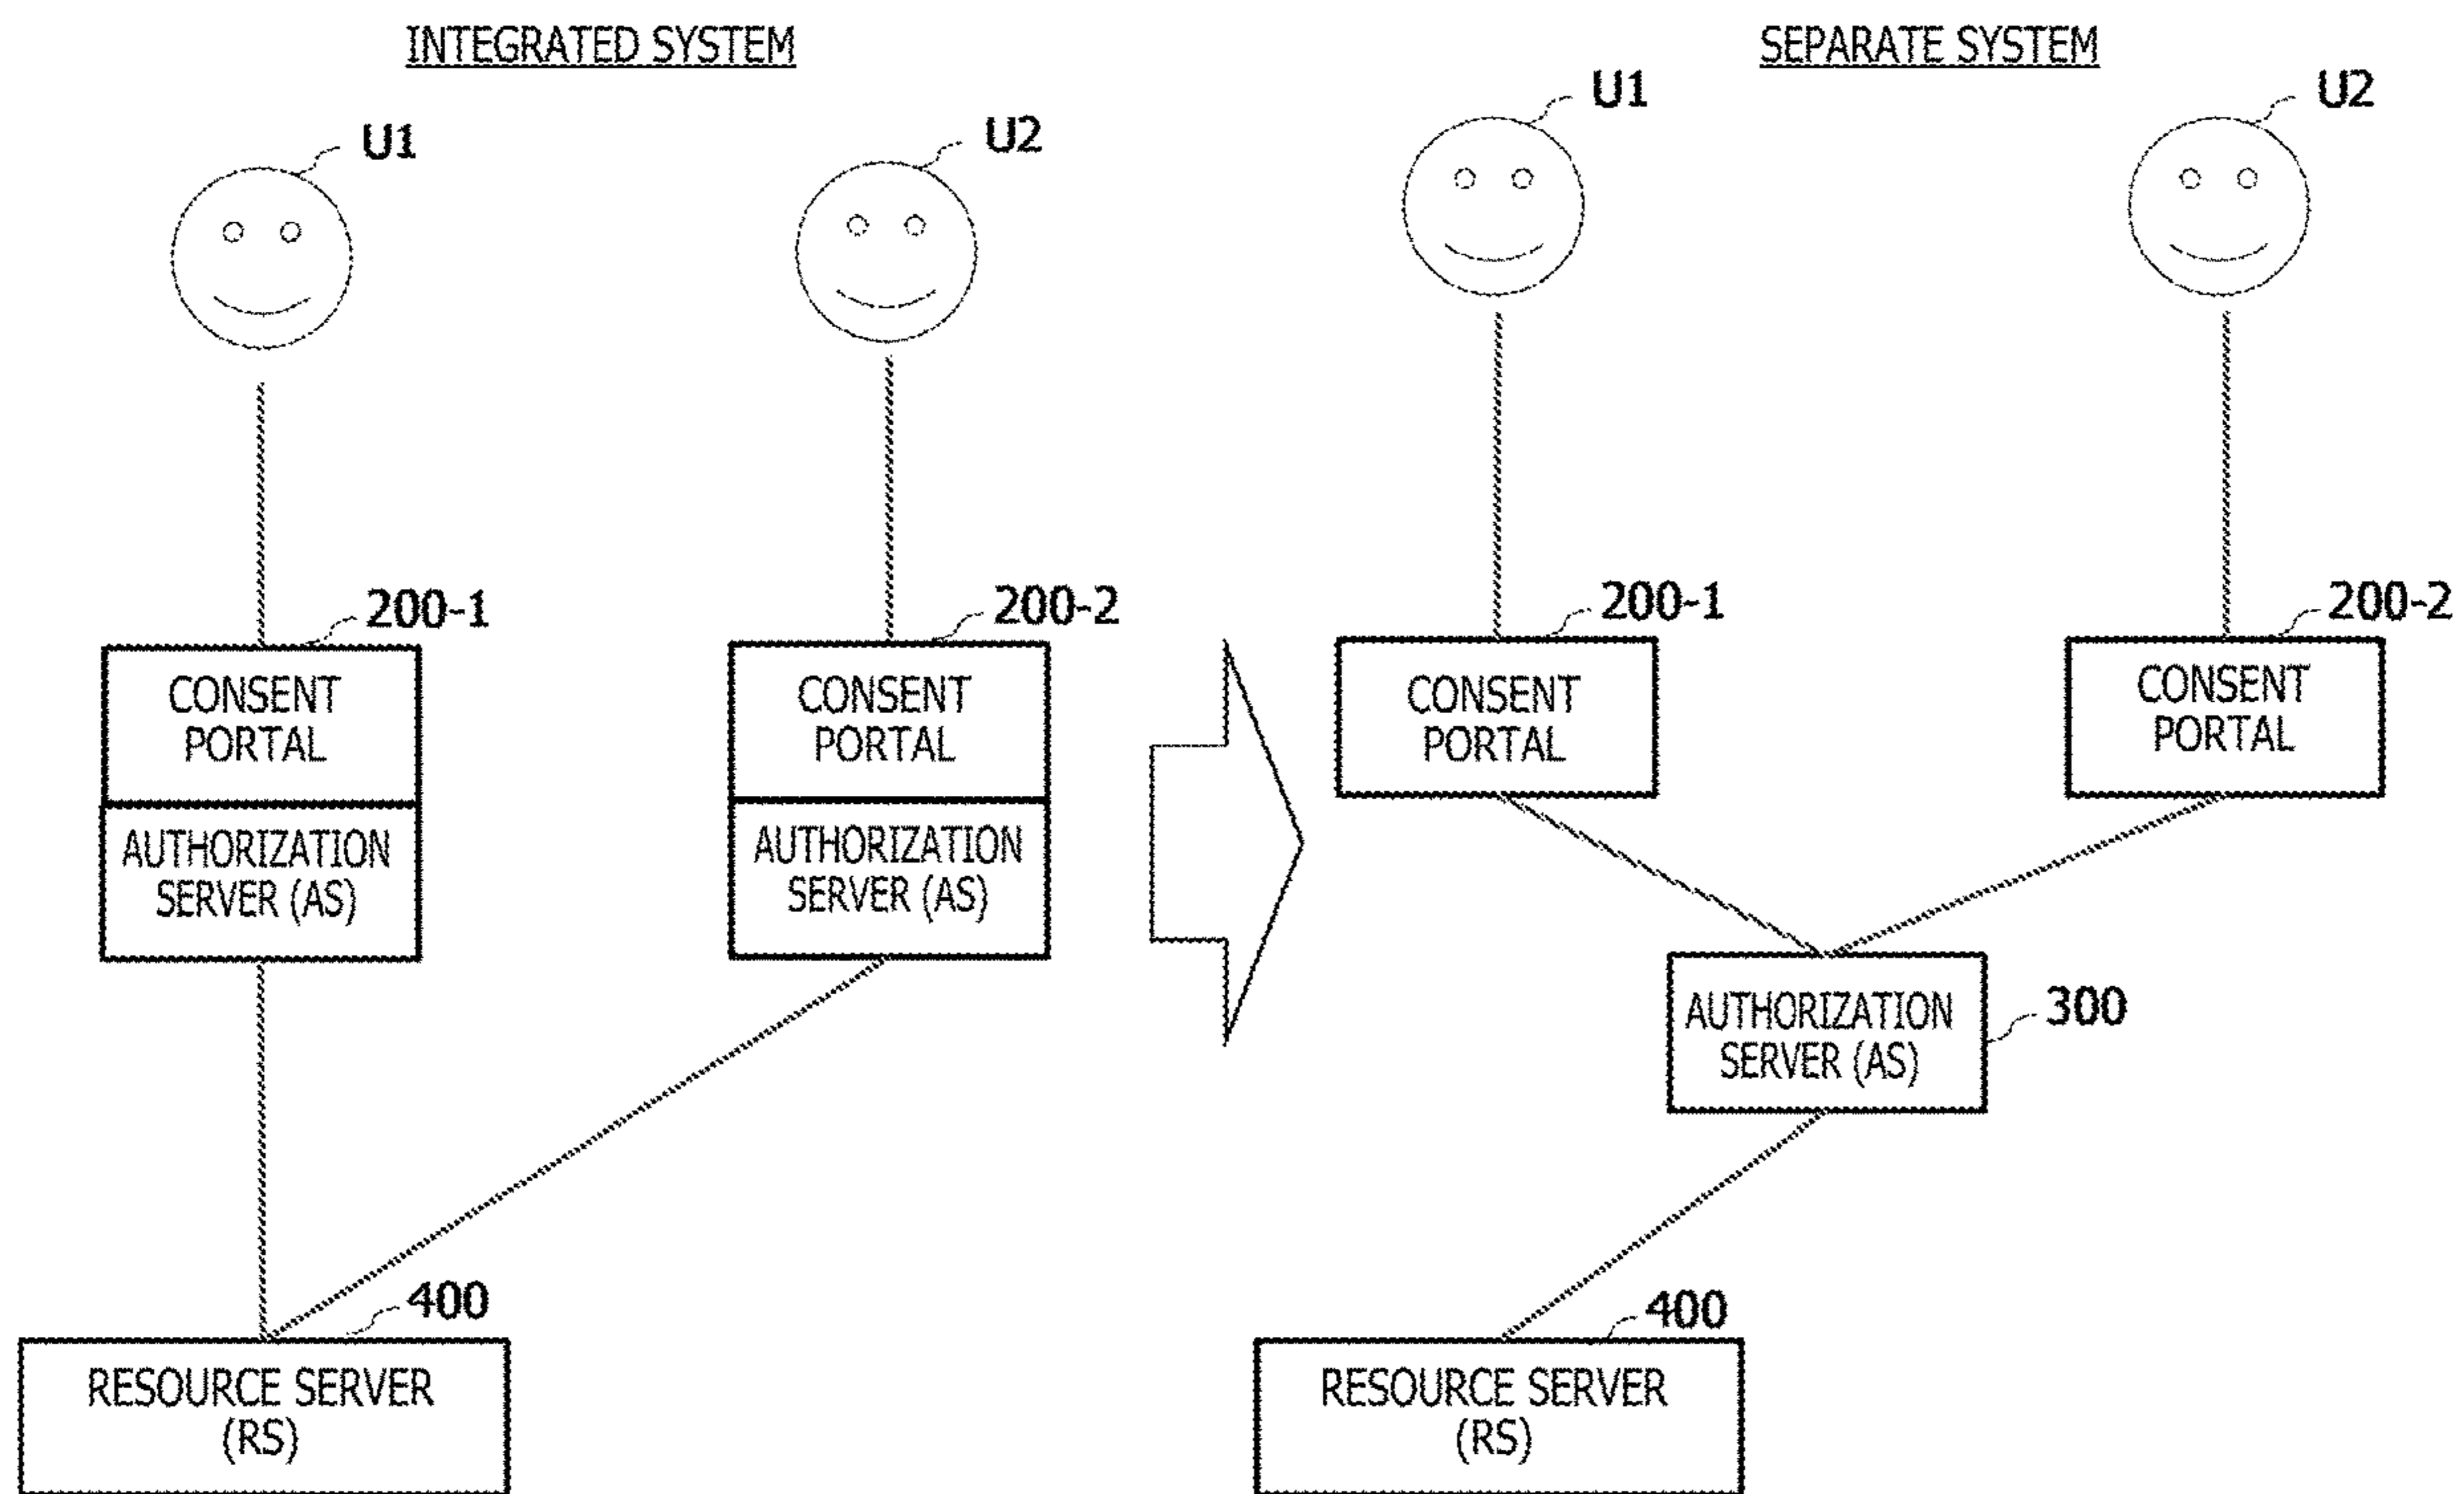 INTEGRATED SYSTEM
U1
U2
200-1
CONSENT
PORTAL
AUTHORIZATION
SERVER (AS)
200-2
CONSENT
PORTAL
AUTHORIZATION
SERVER (AS)
400
RESOURCE SERVER
(RS)
SEPARATE SYSTEM
U1
U2
200-1
CONSENT
PORTAL
200-2
CONSENT
PORTAL
AUTHORIZATION
SERVER (AS)
300
400
RESOURCE SERVER
(RS)